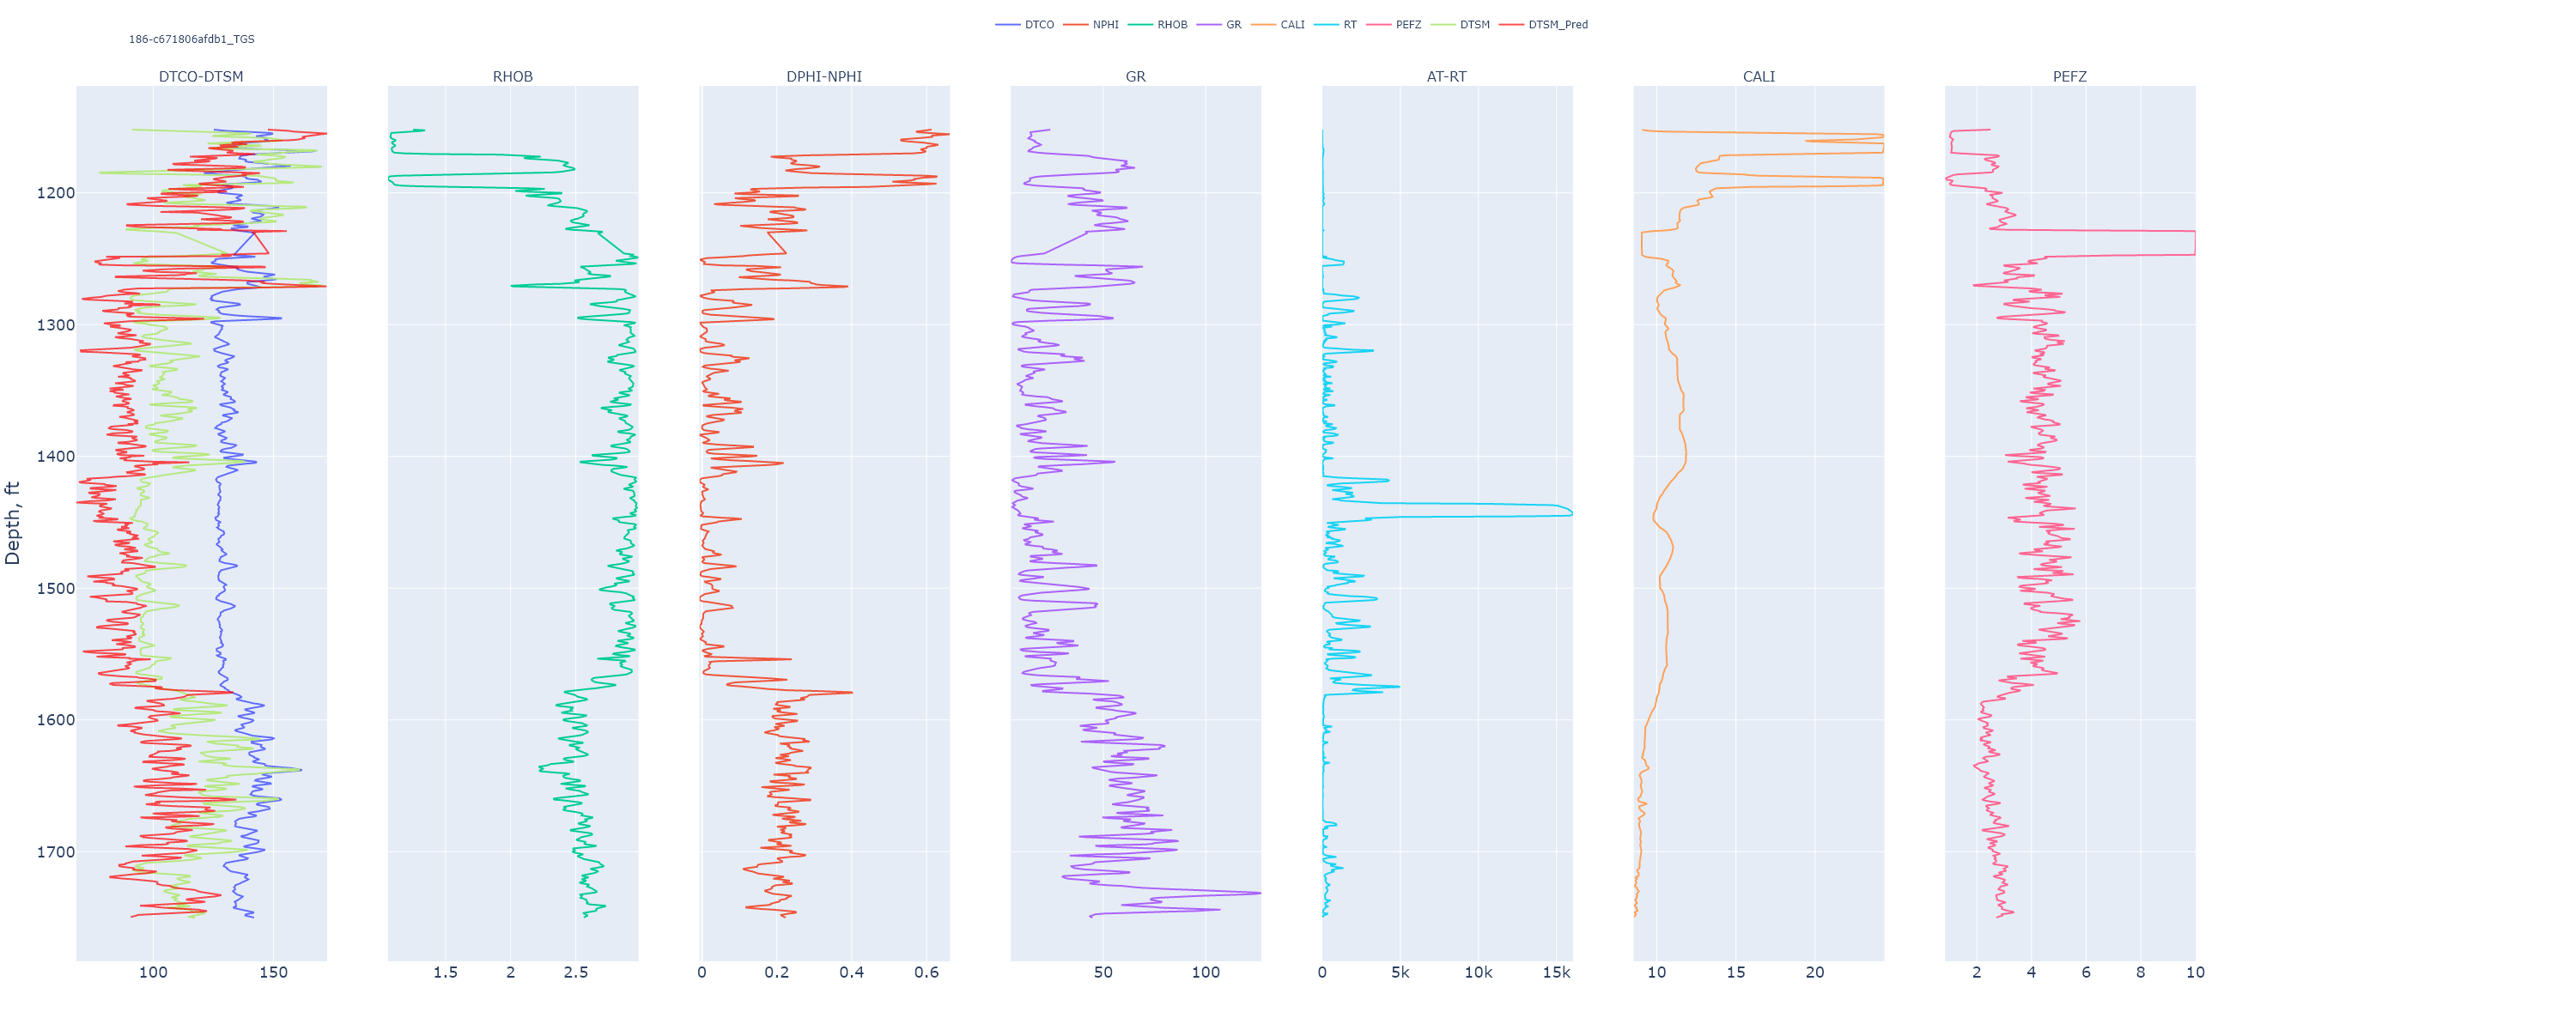 DTCO NPHI RHOB GR CALI RT PEFZ DTSM DTSM_Pred
186-c671806afdb1_TGS
DTCO-DTSM RHOB DPHI-NPHI GR AT-RT CALI PEFZ
Depth, ft
1200
1300
1400
1500
1600
1700
100 150 1.5 2 2.5 0 0.2 0.4 0.6 50 100 0 5k 10k 15k 10 15 20 2 4 6 8 10